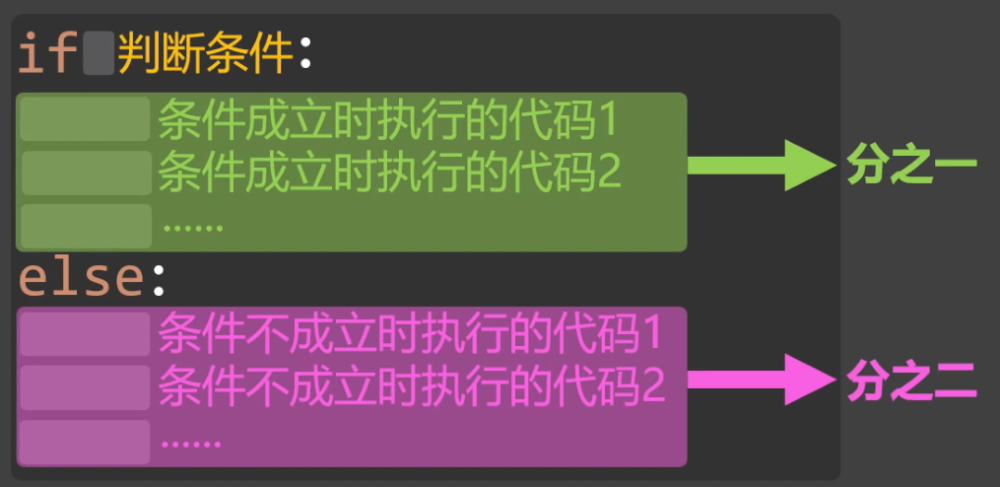 if 判断条件:
条件成立时执行的代码1
条件成立时执行的代码2
......
分之一
else:
条件不成立时执行的代码1
条件不成立时执行的代码2
......
分之二